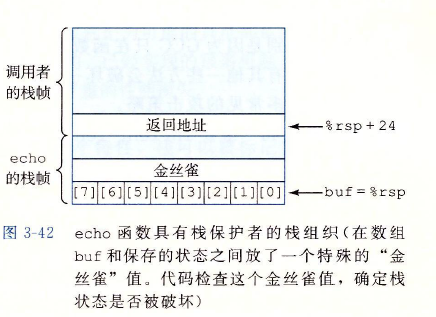 调用者
的栈帧
返回地址
%rsp+24
echo
的栈帧
金丝雀
[7][6][5][4][3][2][1][0]
buf=%rsp
图 3-42 echo 函数具有栈保护者的栈组织(在数组
buf 和保存的状态之间放了一个特殊的“金
丝雀”值。代码检查这个金丝雀值，确定栈
状态是否被破坏)